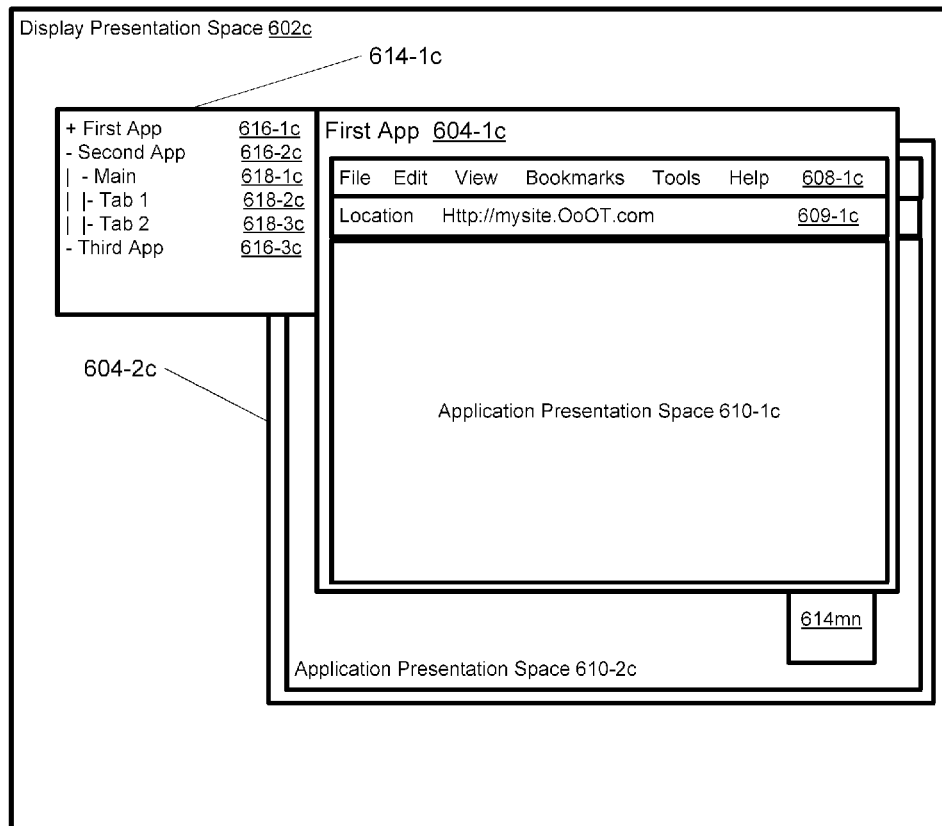 Display Presentation Space 602c
614-1c
+ First App 616-1c
- Second App 616-2c
| - Main 618-1c
| |- Tab 1 618-2c
| |- Tab 2 618-3c
- Third App 616-3c
First App 604-1c
File Edit View Bookmarks Tools Help 608-1c
Location Http://mysite.OoOT.com 609-1c
604-2c
Application Presentation Space 610-1c
614mn
Application Presentation Space 610-2c